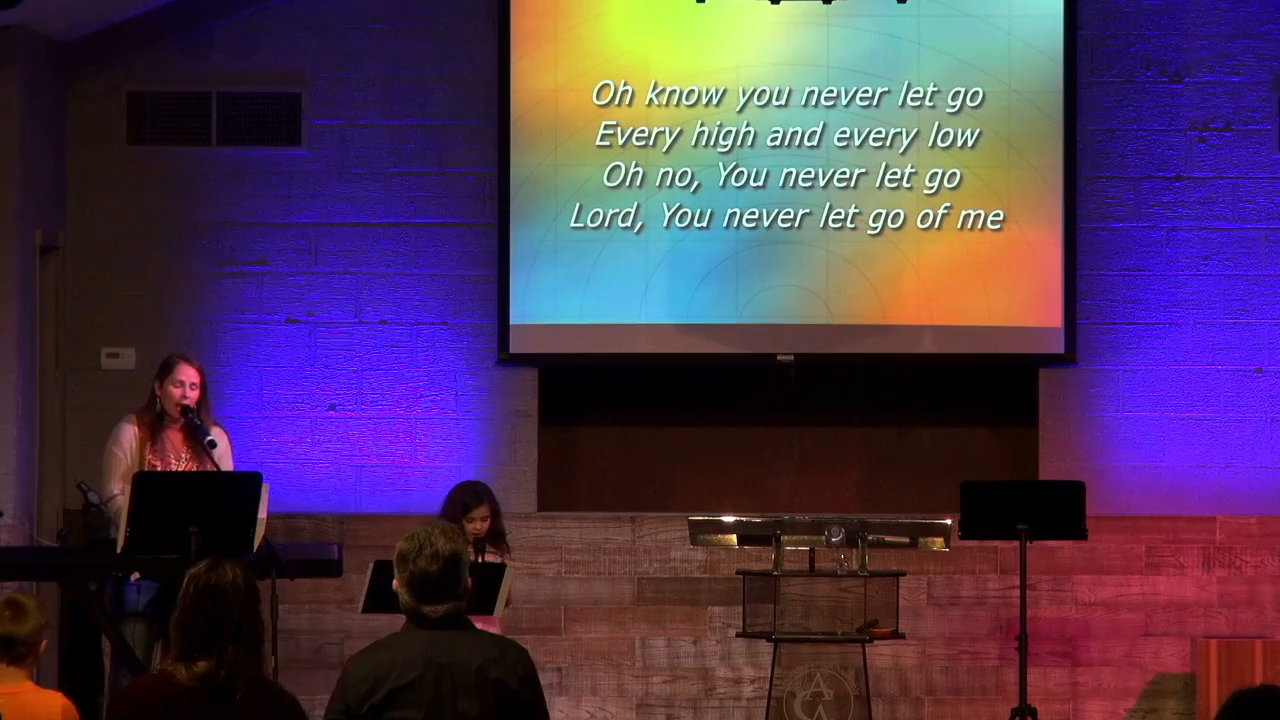 Oh know you never let go
Every high and every low
Oh no, You never let go
Lord, You never let go of me